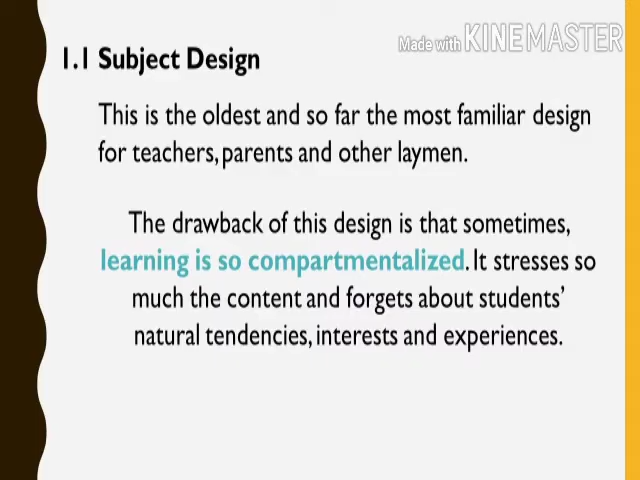 Made with KINEMASTER
1.1 Subject Design
This is the oldest and so far the most familiar design
for teachers, parents and other laymen.
The drawback of this design is that sometimes,
learning is so compartmentalized. It stresses so
much the content and forgets about students'
natural tendencies, interests and experiences.